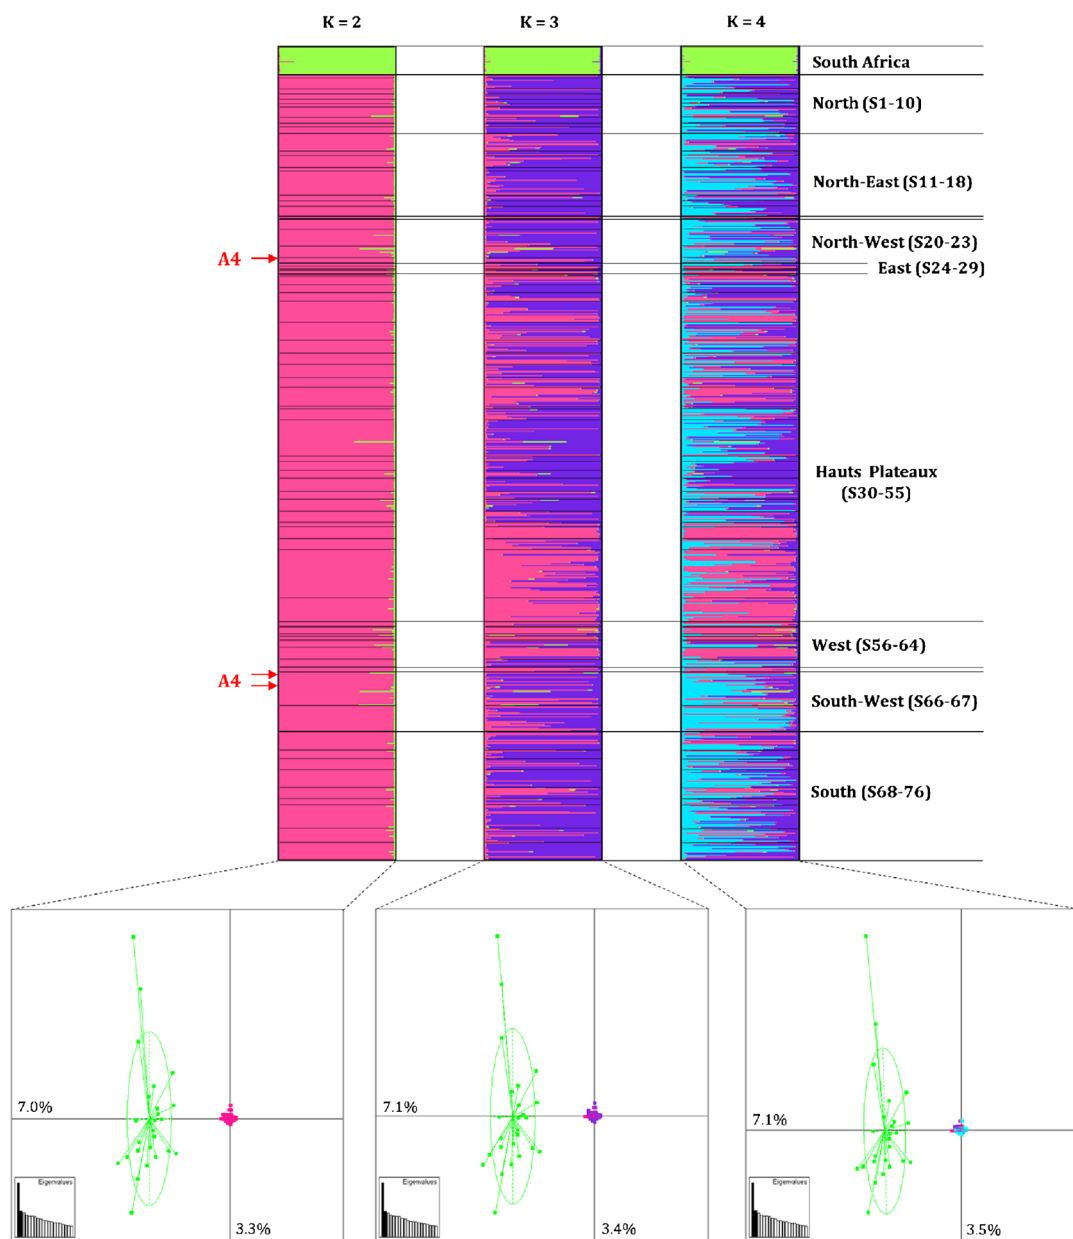 K = 2
K = 3
K = 4
South Africa
North (S1-10)
North-East (S11-18)
North-West (S20-23)
A4
East (S24-29)
Hauts Plateaux
(S30-55)
West (S56-64)
A4
South-West (S66-67)
South (S68-76)
7.0%
7.1%
7.1%
Eigenvalues
Eigenvalues
Eigenvalues
3.3%
3.4%
3.5%